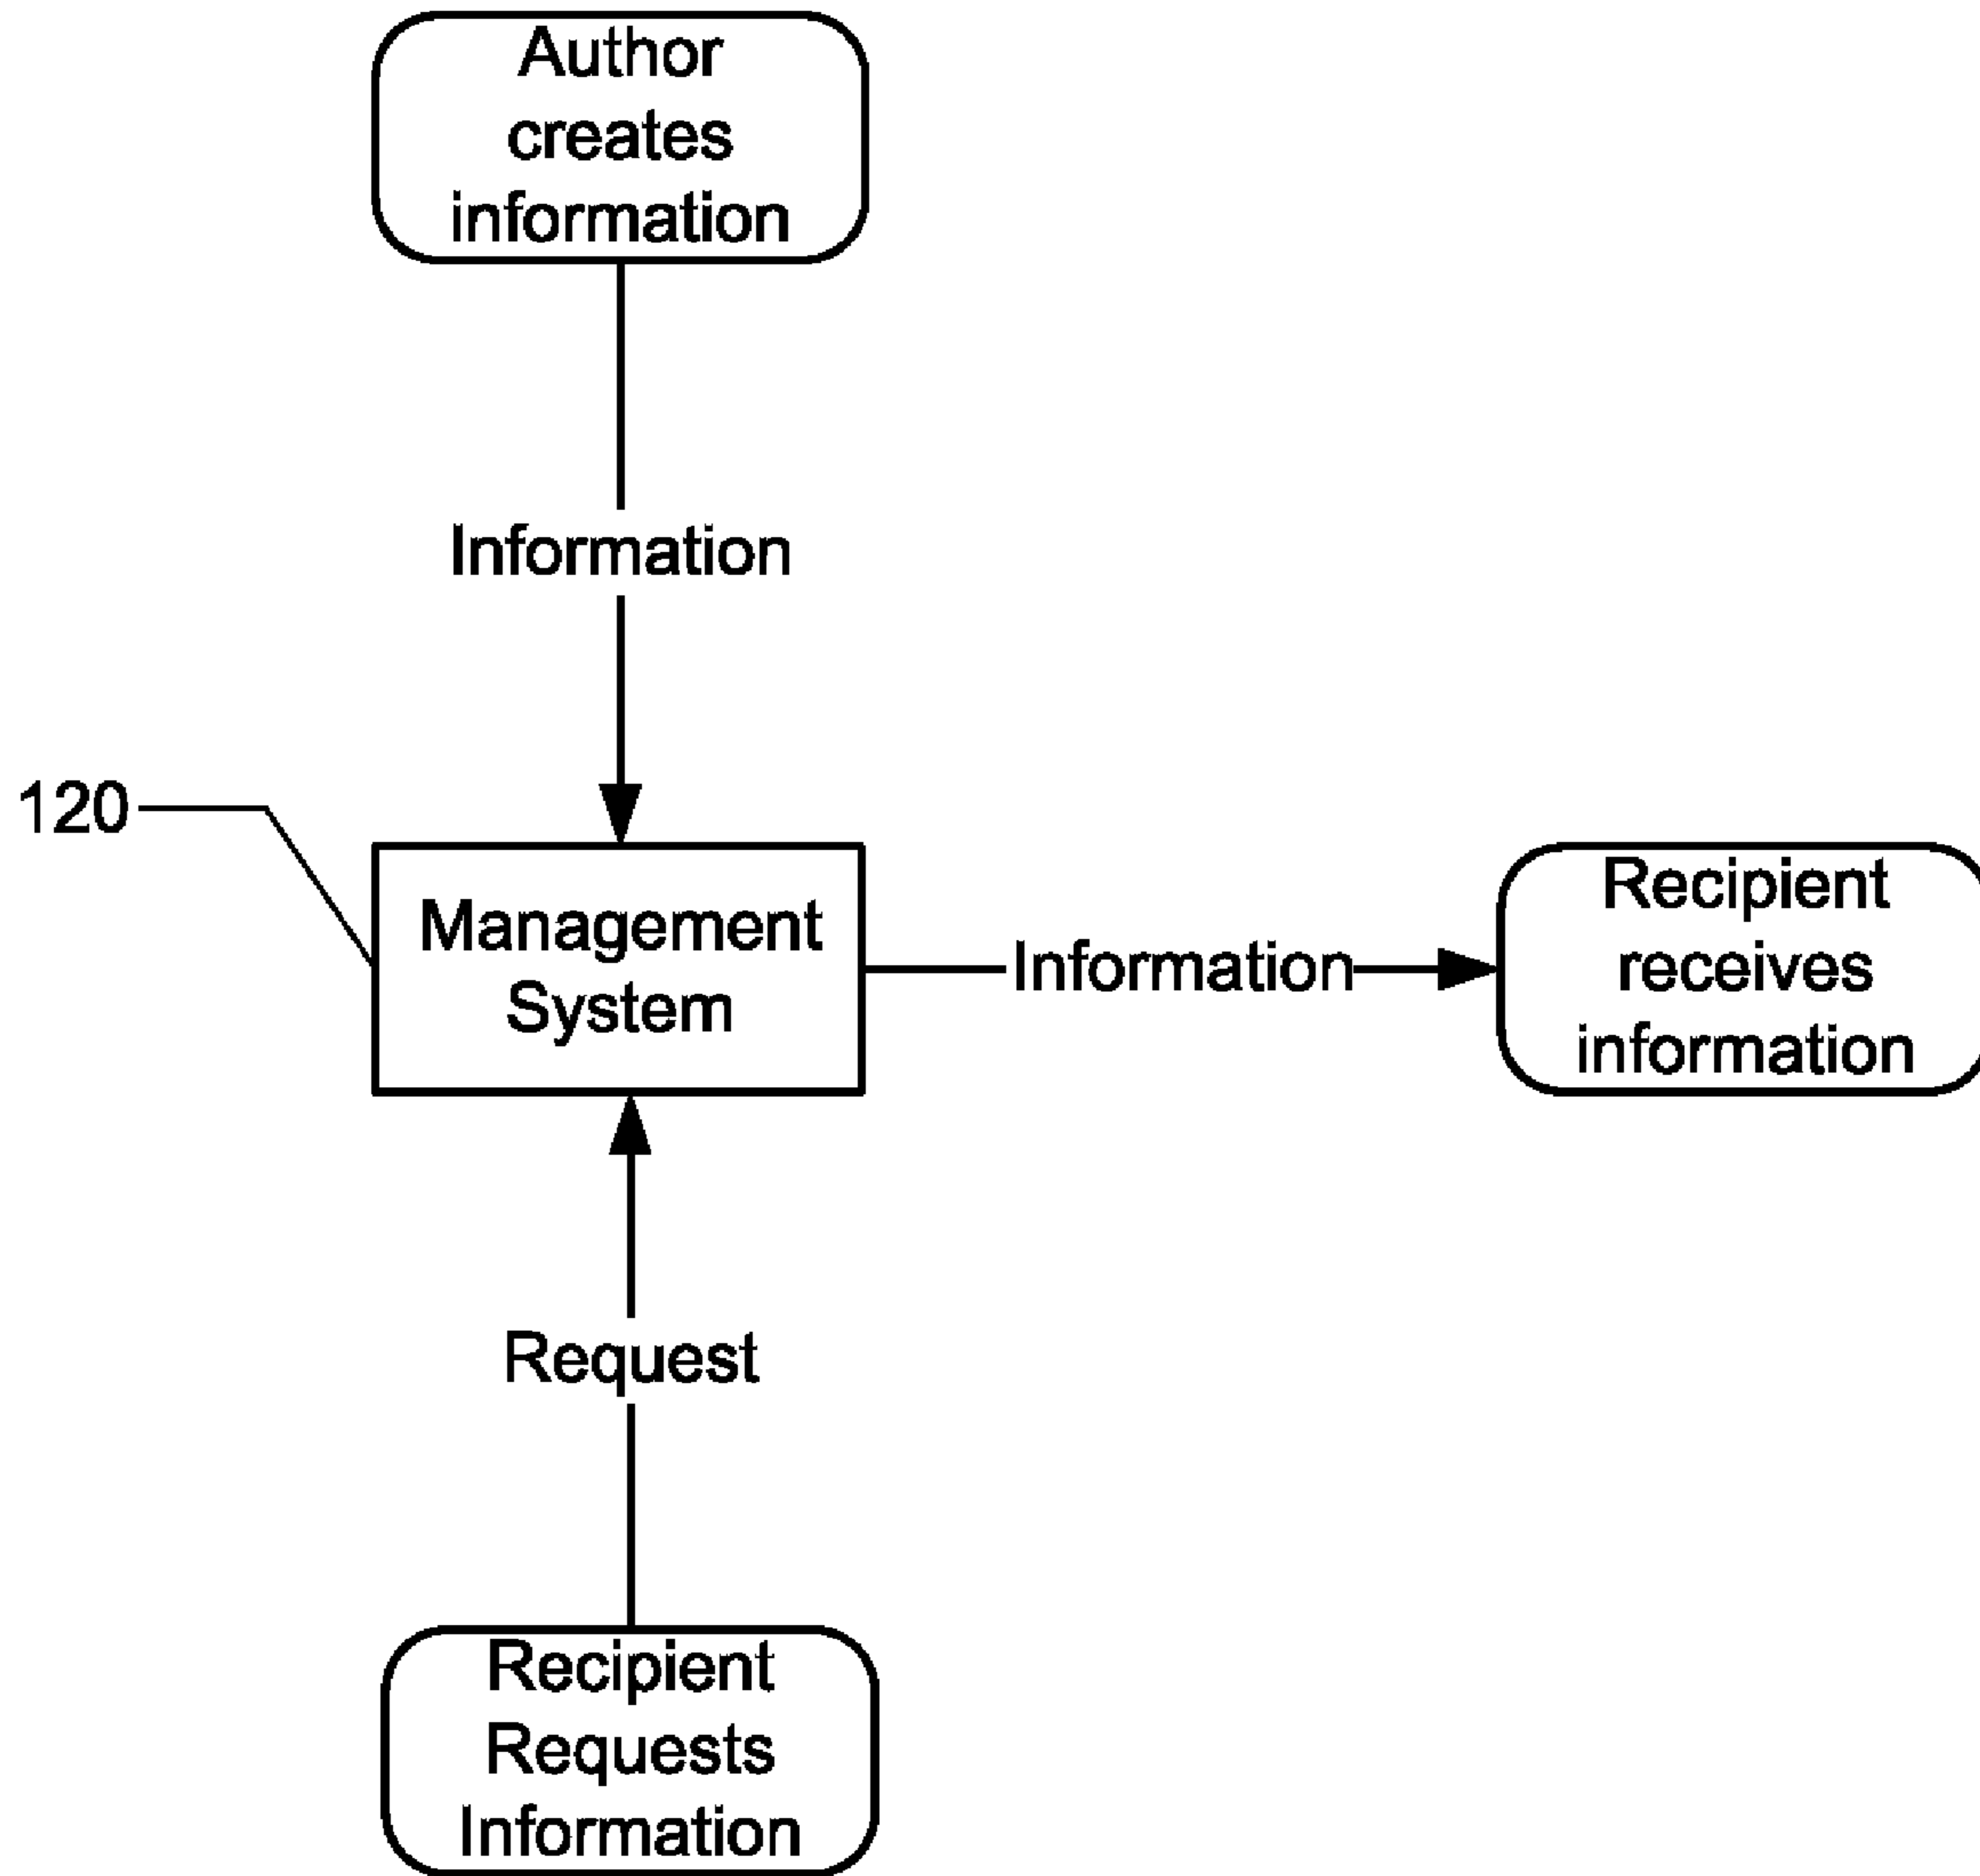 Author
creates
information
Information
120
Management
System
Information
Recipient
receives
information
Request
Recipient
Requests
Information